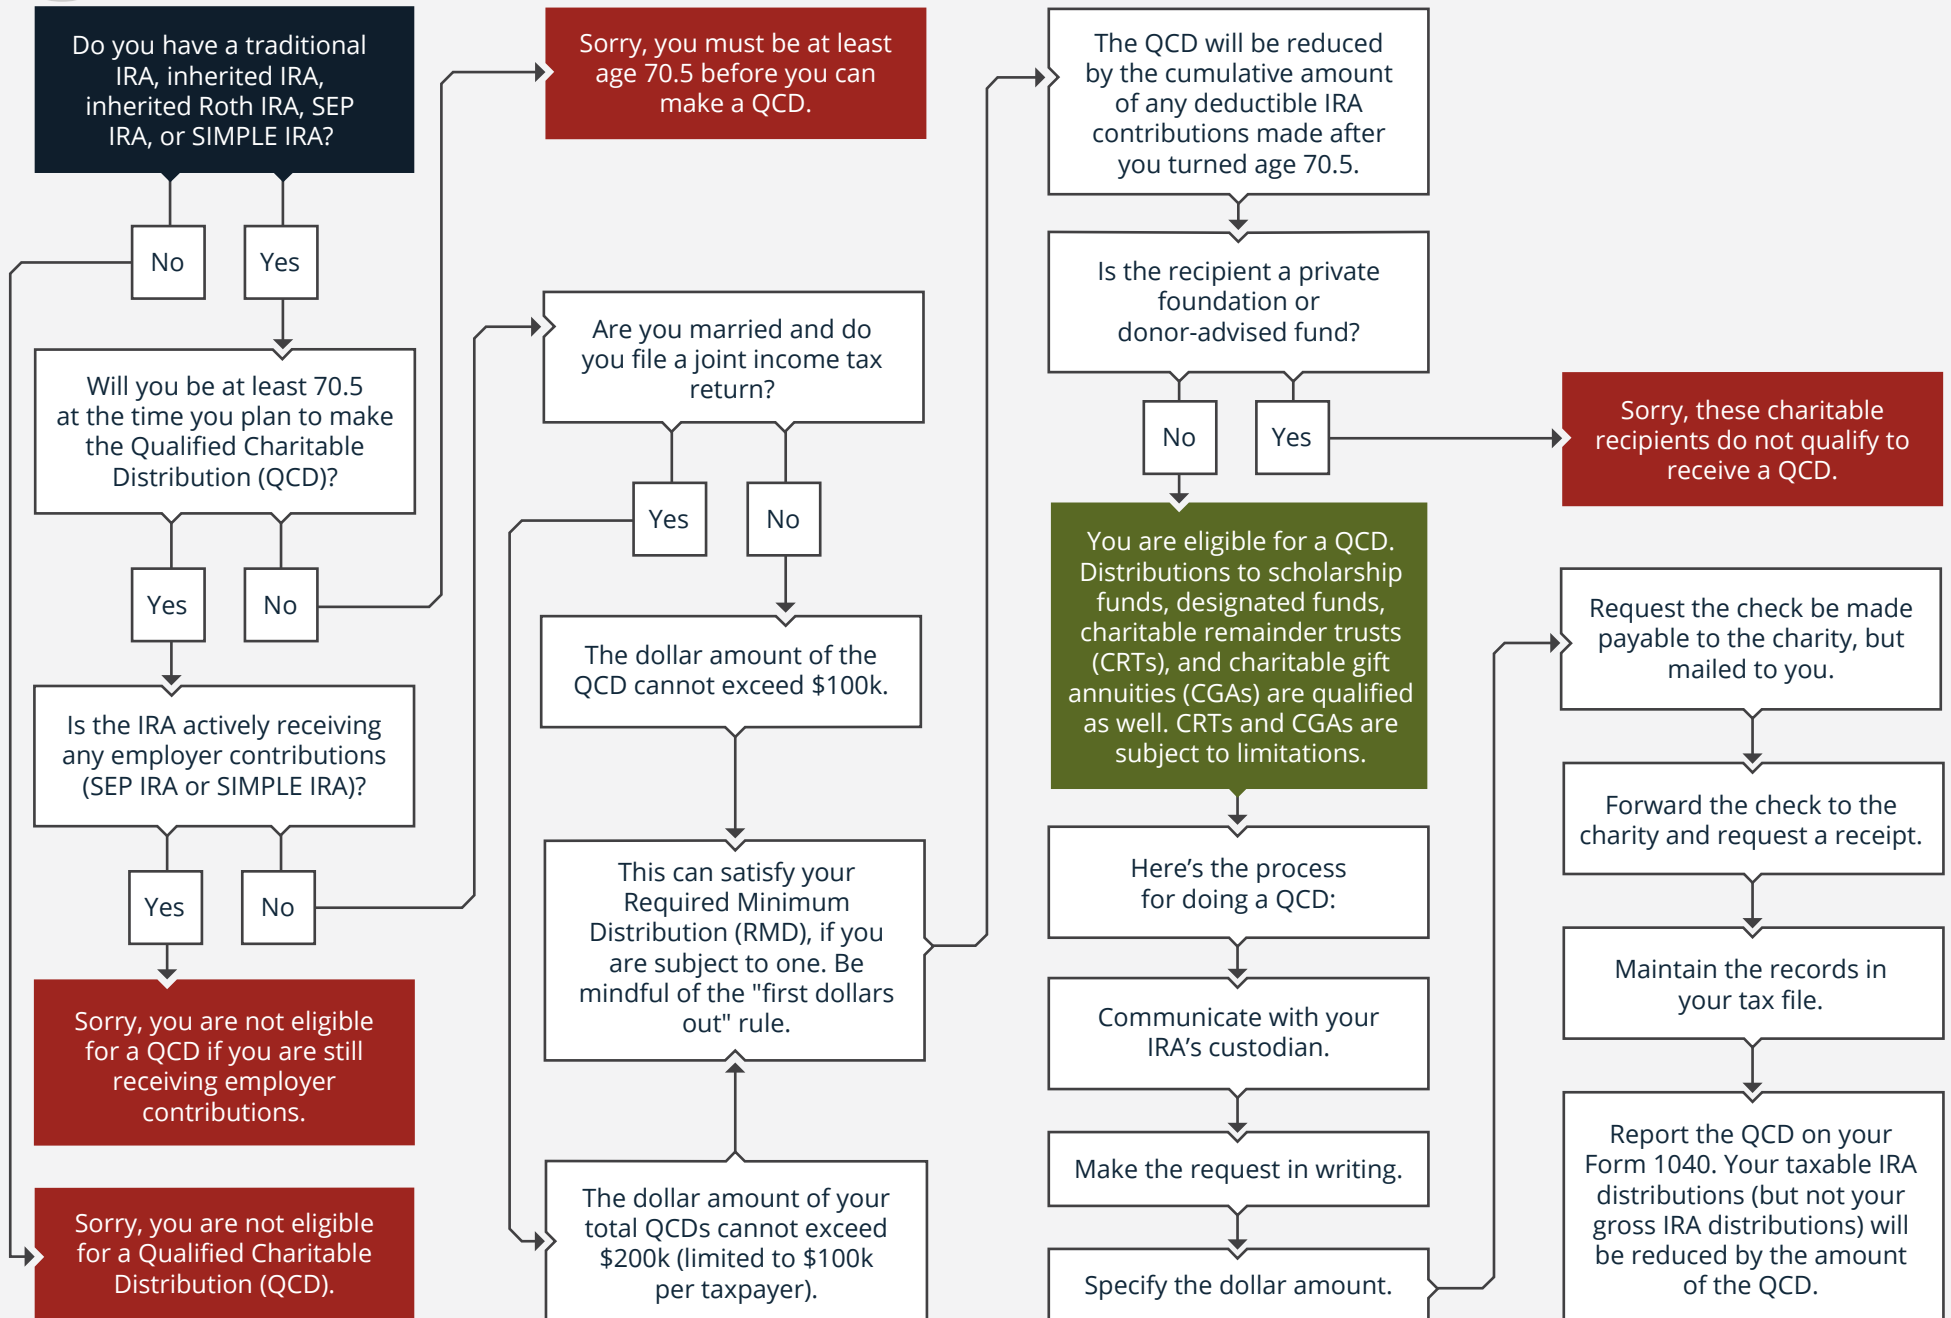 Do you have a traditional
IRA, inherited IRA,
inherited Roth IRA, SEP
IRA, or SIMPLE IRA?
No
Yes
Will you be at least 70.5
at the time you plan to make
the Qualified Charitable
Distribution (QCD)?
Yes
No
Is the IRA actively receiving
any employer contributions
(SEP IRA or SIMPLE IRA)?
Yes
No
Sorry, you are not eligible
for a QCD if you are still
receiving employer
contributions.
Sorry, you are not eligible
for a Qualified Charitable
Distribution (QCD).
Sorry, you must be at least
age 70.5 before you can
make a QCD.
Are you married and do
you file a joint income tax
return?
Yes
No
The dollar amount of the
QCD cannot exceed $100k.
This can satisfy your
Required Minimum
Distribution (RMD), if you
are subject to one. Be
mindful of the "first dollars
out" rule.
The dollar amount of your
total QCDs cannot exceed
$200k (limited to $100k
per taxpayer).
The QCD will be reduced
by the cumulative amount
of any deductible IRA
contributions made after
you turned age 70.5.
Is the recipient a private
foundation or
donor-advised fund?
No
Yes
Sorry, these charitable
recipients do not qualify to
receive a QCD.
You are eligible for a QCD.
Distributions to scholarship
funds, designated funds,
charitable remainder trusts
(CRTs), and charitable gift
annuities (CGAs) are qualified
as well. CRTs and CGAs are
subject to limitations.
Here’s the process
for doing a QCD:
Communicate with your
IRA’s custodian.
Make the request in writing.
Specify the dollar amount.
Request the check be made
payable to the charity, but
mailed to you.
Forward the check to the
charity and request a receipt.
Maintain the records in
your tax file.
Report the QCD on your
Form 1040. Your taxable IRA
distributions (but not your
gross IRA distributions) will
be reduced by the amount
of the QCD.